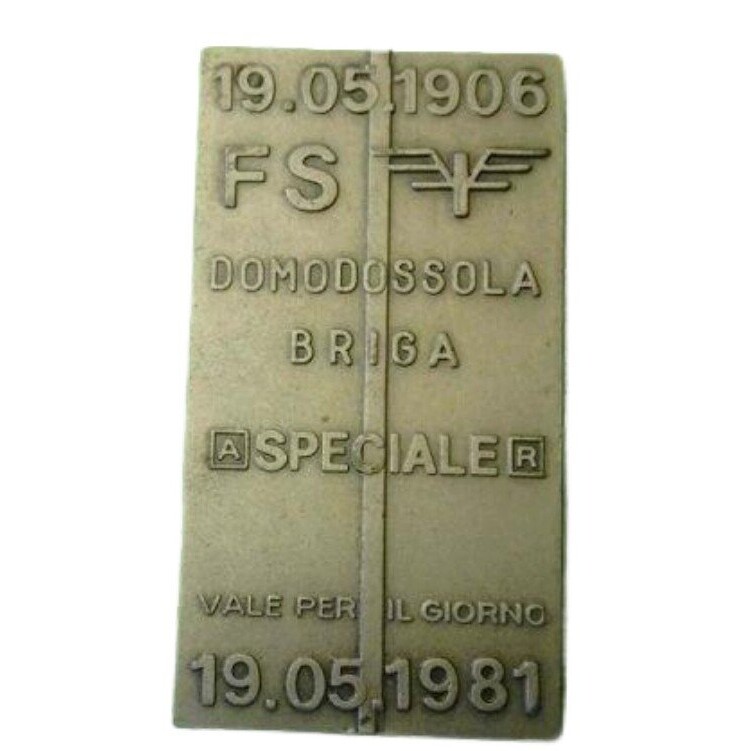 19.05.1906
FS
DOMODOSSOLA
BRIGA
A SPECIALE R
VALE PER IL GIORNO
19.05.1981